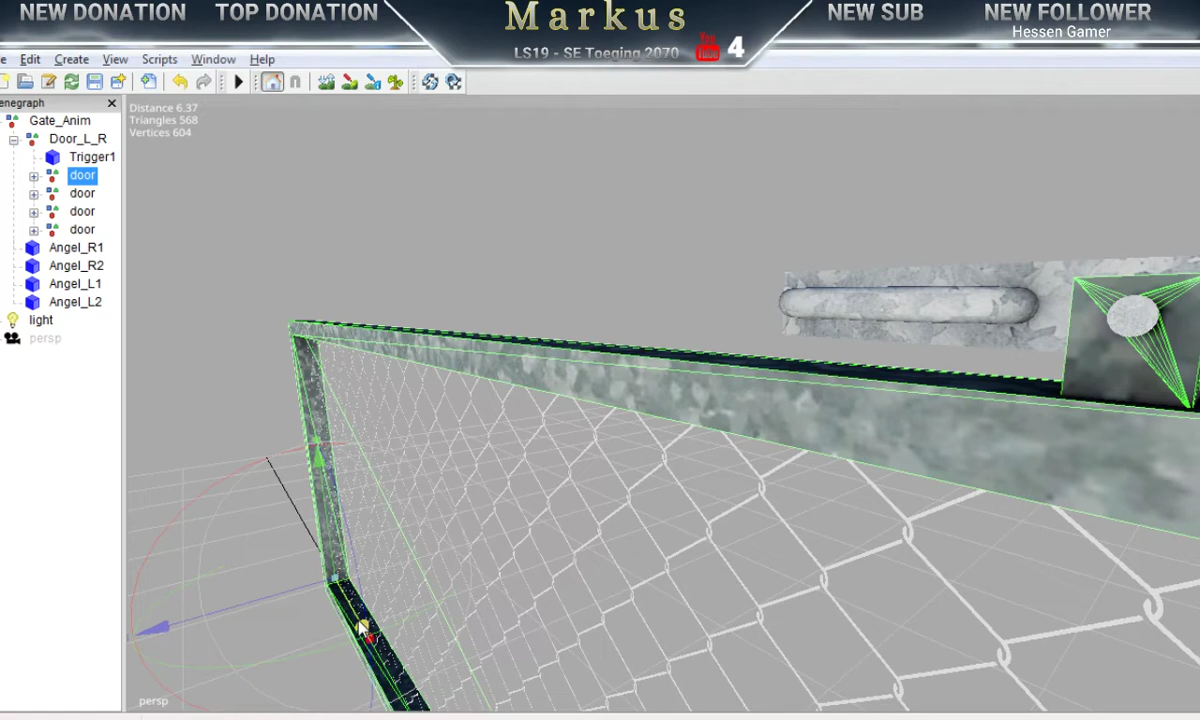 NEW DONATION
TOP DONATION
Markus
NEW SUB
NEW FOLLOWER
Hessen Gamer
LS19 - SE Toeging 2070
You
Tube
4
e Edit Create View Scripts Window Help
enegraph
Distance 6.37
Triangles 568
Vertices 604
Gate_Anim
Door_L_R
Trigger1
door
door
door
door
Angel_R1
Angel_R2
Angel_L1
Angel_L2
light
persp
persp